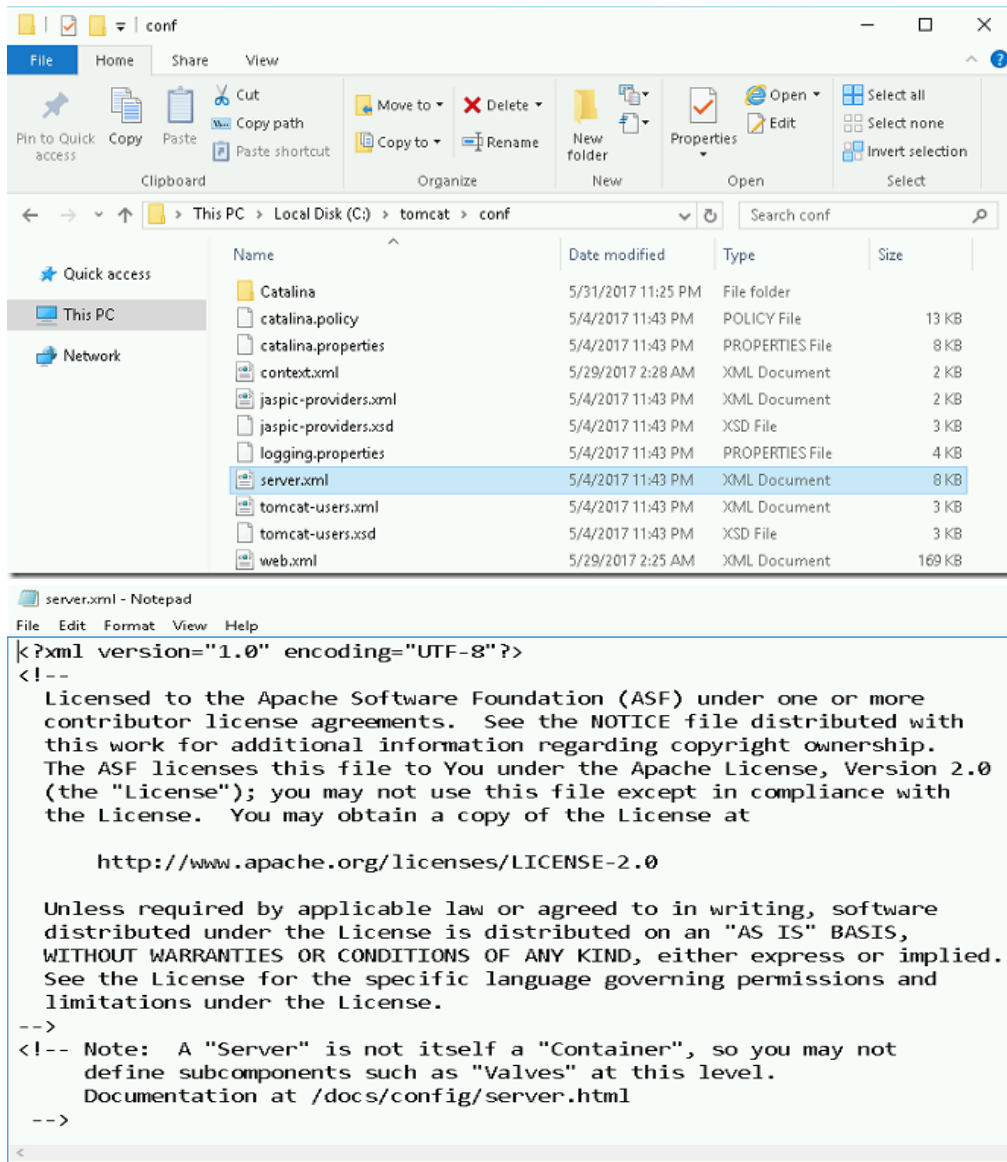 conf
File Home Share View
Pin to Quick access
Copy
Paste
Cut
Copy path
Paste shortcut
Clipboard
Move to
Copy to
Delete
Rename
Organize
New folder
New
Properties
Open
Edit
Open
Select all
Select none
Invert selection
Select
This PC > Local Disk (C:) > tomcat > conf
Search conf
Quick access
This PC
Network
Name Date modified Type Size
Catalina 5/31/2017 11:25 PM File folder
catalina.policy 5/4/2017 11:43 PM POLICY File 13 KB
catalina.properties 5/4/2017 11:43 PM PROPERTIES File 8 KB
context.xml 5/29/2017 2:28 AM XML Document 2 KB
jaspic-providers.xml 5/4/2017 11:43 PM XML Document 2 KB
jaspic-providers.xsd 5/4/2017 11:43 PM XSD File 3 KB
logging.properties 5/4/2017 11:43 PM PROPERTIES File 4 KB
server.xml 5/4/2017 11:43 PM XML Document 8 KB
tomcat-users.xml 5/4/2017 11:43 PM XML Document 3 KB
tomcat-users.xsd 5/4/2017 11:43 PM XSD File 3 KB
web.xml 5/29/2017 2:25 AM XML Document 169 KB
server.xml - Notepad
File Edit Format View Help
<?xml version="1.0" encoding="UTF-8"?>
<!--
Licensed to the Apache Software Foundation (ASF) under one or more
contributor license agreements.  See the NOTICE file distributed with
this work for additional information regarding copyright ownership.
The ASF licenses this file to You under the Apache License, Version 2.0
(the "License"); you may not use this file except in compliance with
the License.  You may obtain a copy of the License at
http://www.apache.org/licenses/LICENSE-2.0
Unless required by applicable law or agreed to in writing, software
distributed under the License is distributed on an "AS IS" BASIS,
WITHOUT WARRANTIES OR CONDITIONS OF ANY KIND, either express or implied.
See the License for the specific language governing permissions and
limitations under the License.
-->
<!-- Note:  A "Server" is not itself a "Container", so you may not
define subcomponents such as "Valves" at this level.
Documentation at /docs/config/server.html
-->